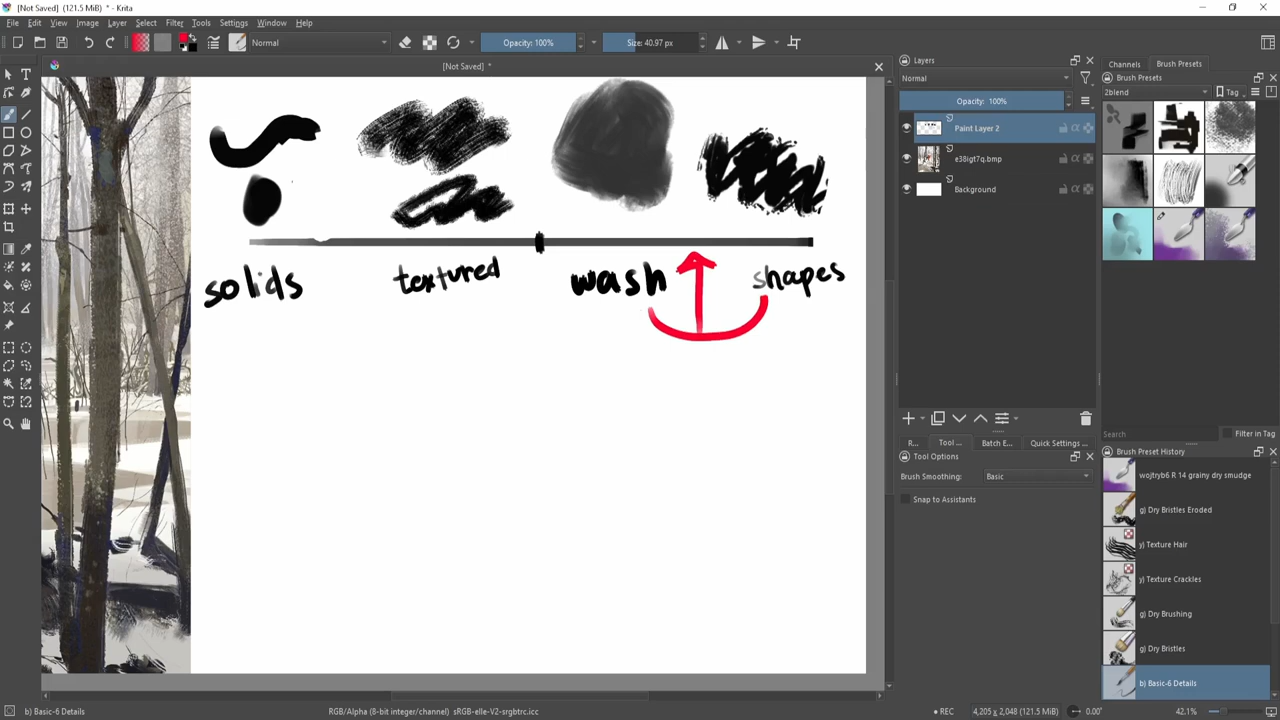 [Not Saved] (121.5 MiB) * - Krita
File Edit View Image Layer Select Filter Tools Settings Window Help
Normal Opacity: 100% Size: 40.97 px
[Not Saved] *
solids textured wash shapes
Layers
Normal
Opacity: 100%
Paint Layer 2
e38igt7q.bmp
Background
R... Tool ... Batch E... Quick Settings ...
Tool Options
Brush Smoothing: Basic
Snap to Assistants
Channels Brush Presets
Brush Presets
2blend Tag
Search Filter in Tag
Brush Preset History
wojtryb6 R 14 grainy dry smudge
g) Dry Bristles Eroded
y) Texture Hair
y) Texture Crackles
g) Dry Brushing
g) Dry Bristles
b) Basic-6 Details
b) Basic-6 Details RGB/Alpha (8-bit integer/channel) sRGB-elle-V2-srgbtrc.icc REC 4,205 x 2,048 (121.5 MiB) 0.00° 42.1%